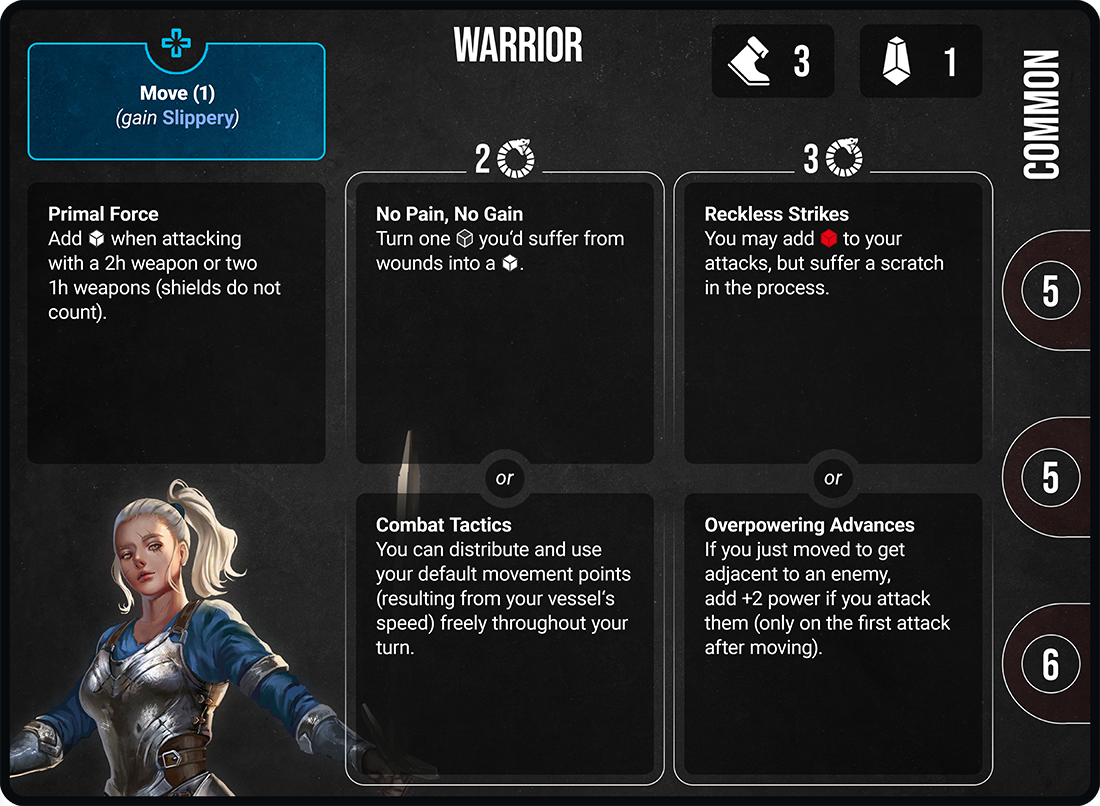 WARRIOR
3
1
COMMON
Move (1)
(gain Slippery)
Primal Force
Add when attacking
with a 2h weapon or two
1h weapons (shields do not
count).
2
No Pain, No Gain
Turn one you‘d suffer from
wounds into a .
or
Combat Tactics
You can distribute and use
your default movement points
(resulting from your vessel‘s
speed) freely throughout your
turn.
3
Reckless Strikes
You may add to your
attacks, but suffer a scratch
in the process.
or
Overpowering Advances
If you just moved to get
adjacent to an enemy,
add +2 power if you attack
them (only on the first attack
after moving).
5
5
6